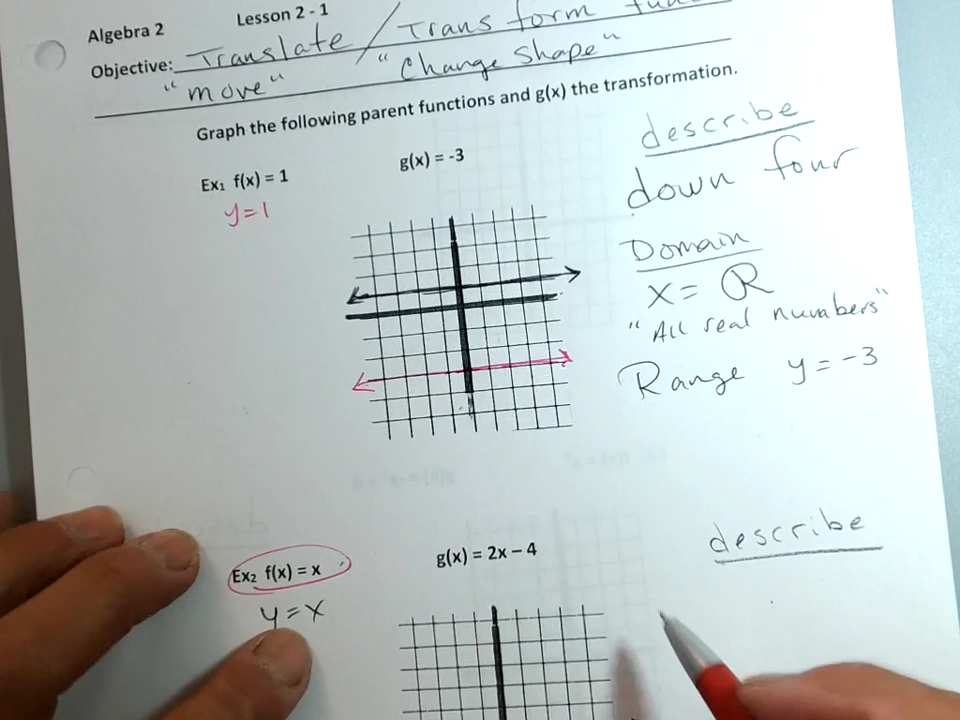 Algebra 2 Lesson 2 - 1
Objective: Translate / Transform
"move" "Change Shape"
Graph the following parent functions and g(x) the transformation.
describe
down four
Ex1 f(x) = 1 g(x) = -3
y=1
Domain
x = ℝ
"All real numbers"
Range y = -3
describe
Ex2 f(x) = x g(x) = 2x – 4
y=x